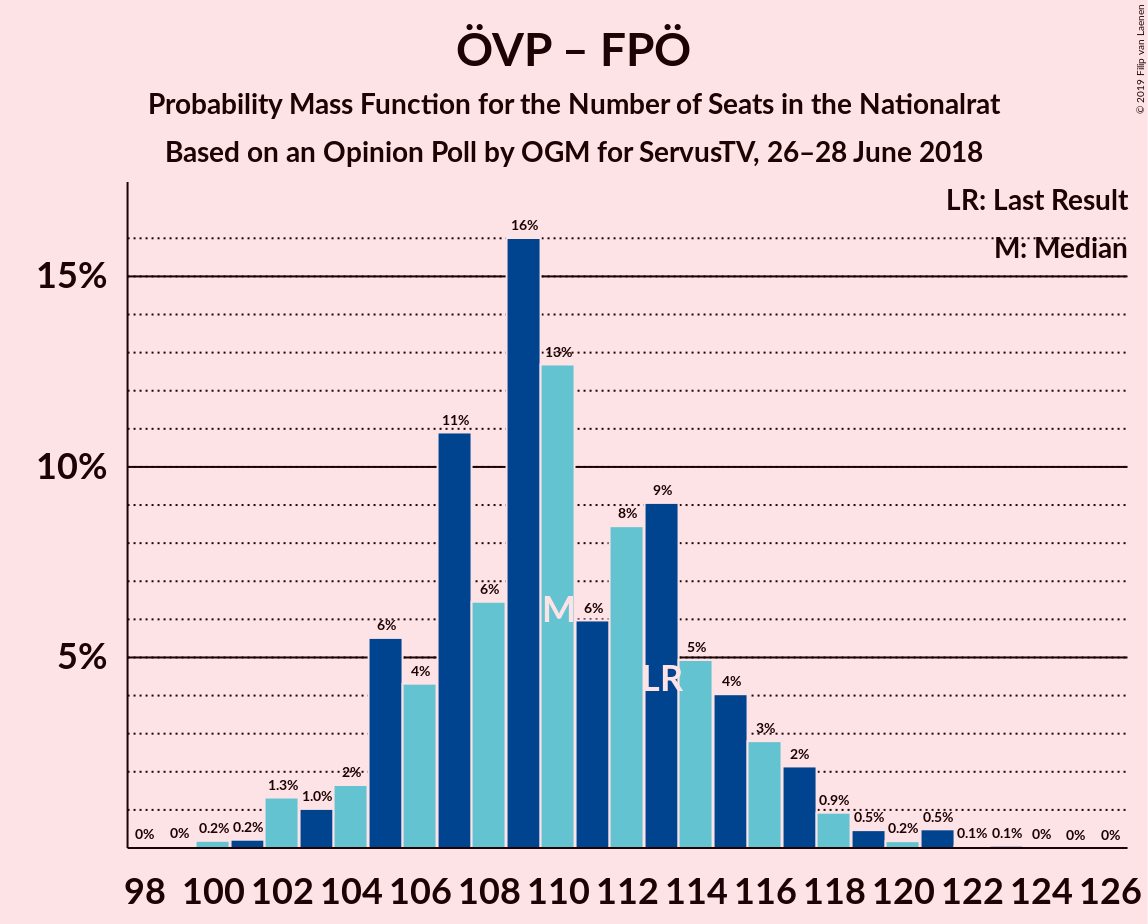 ÖVP – FPÖ
Probability Mass Function for the Number of Seats in the Nationalrat
Based on an Opinion Poll by OGM for ServusTV, 26–28 June 2018
© 2019 Filip van Laenen
LR: Last Result
M: Median
15%
10%
5%
0% 0% 0.2% 0.2% 1.3% 1.0% 2% 6% 4% 11% 6% 16% 13% 6% 8% 9% 5% 4% 3% 2% 0.9% 0.5% 0.2% 0.5% 0.1% 0.1% 0% 0% 0%
M
LR
98 100 102 104 106 108 110 112 114 116 118 120 122 124 126